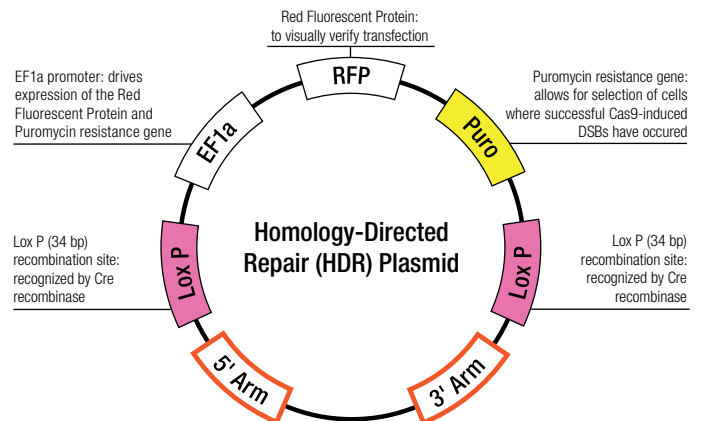 Red Fluorescent Protein:
to visually verify transfection
RFP
EF1a promoter: drives
expression of the Red
Fluorescent Protein and
Puromycin resistance gene
EF1a
Puromycin resistance gene:
allows for selection of cells
where successful Cas9-induced
DSBs have occured
Puro
Homology-Directed
Repair (HDR) Plasmid
Lox P (34 bp)
recombination site:
recognized by Cre
recombinase
Lox P
Lox P
Lox P (34 bp)
recombination site:
recognized by Cre
recombinase
5' Arm
3' Arm